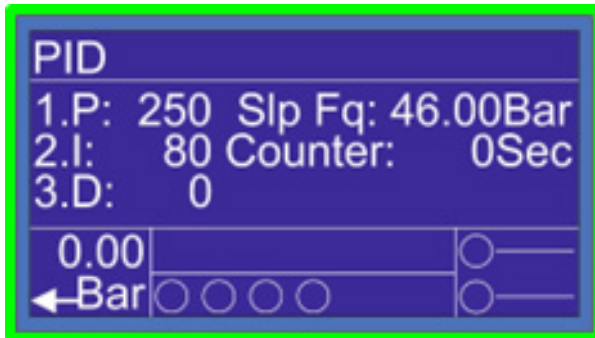 PID
1.P: 250 Slp Fq: 46.00Bar
2.I: 80 Counter: 0Sec
3.D: 0
0.00
Bar